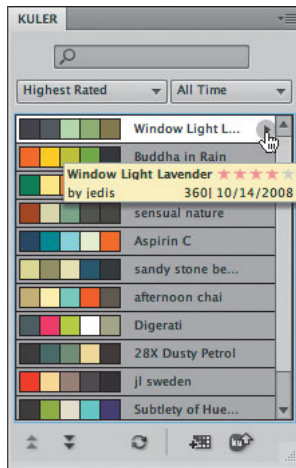 KULER
Highest Rated All Time
Window Light L...
Buddha in Rain
Window Light Lavender
by jedis 360| 10/14/2008
sensual nature
Aspirin C
sandy stone be...
afternoon chai
Digerati
28X Dusty Petrol
jl sweden
Subtlety of Hue...
ku